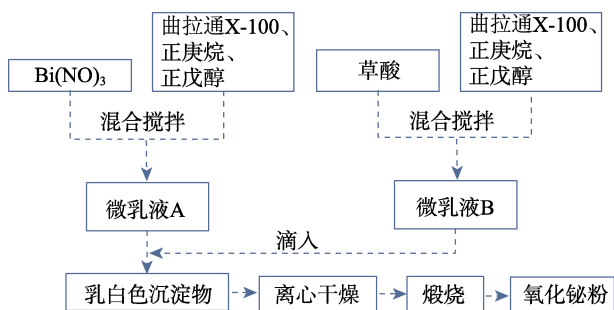 Bi(NO)₃
曲拉通X-100、
正庚烷、
正戊醇
草酸
曲拉通X-100、
正庚烷、
正戊醇
混合搅拌
混合搅拌
微乳液A
微乳液B
滴入
乳白色沉淀物
离心干燥
煅烧
氧化铋粉